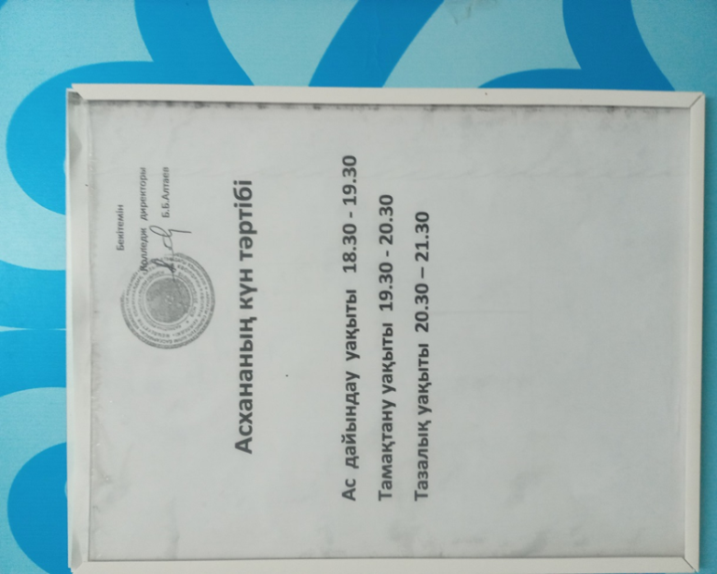 Бекітемін
Колледж директоры
Б.Б.Алтаев
Асхананың күн тәртібі
Ас дайындау уақыты 18.30 - 19.30
Тамақтану уақыты 19.30 - 20.30
Тазалық уақыты 20.30 – 21.30